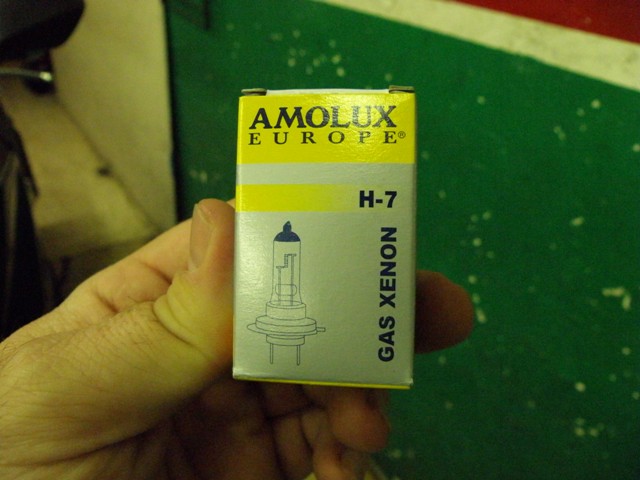 AMOLUX
EUROPE®
H-7
GAS XENON